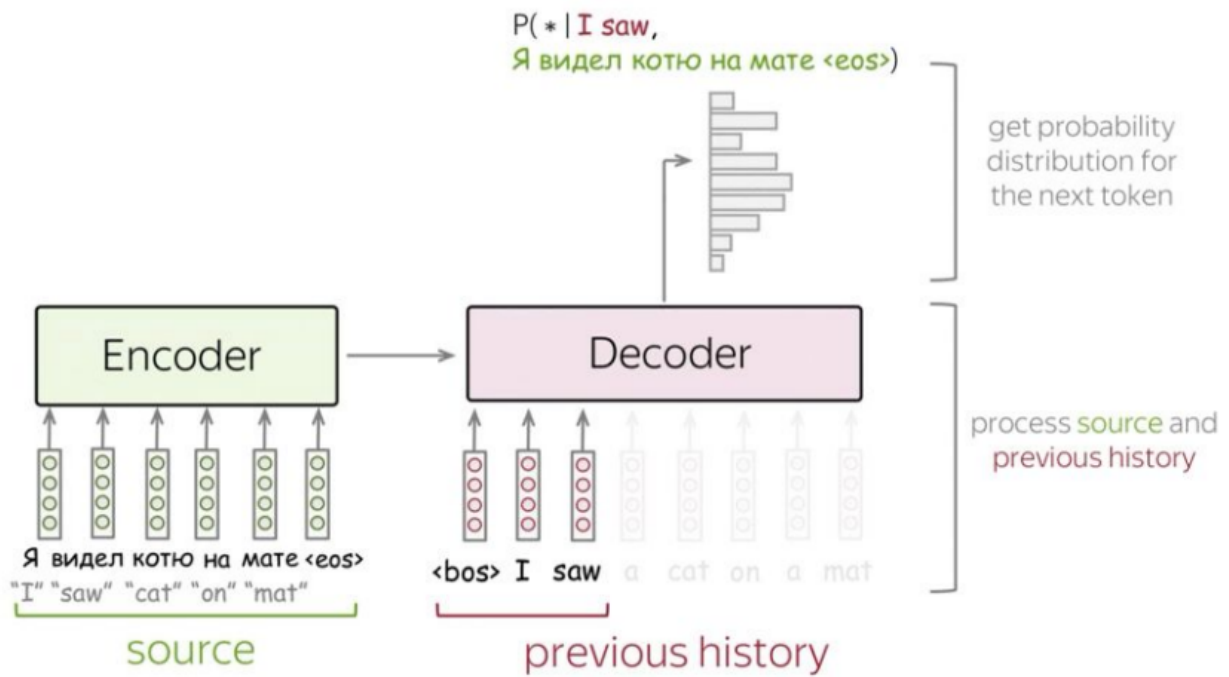 P( * | I saw,
Я видел котю на мате <eos>)
get probability
distribution for
the next token
Encoder
Decoder
process source and
previous history
Я видел котю на мате <eos>
"I" "saw" "cat" "on" "mat"
<bos> I saw a cat on a mat
source
previous history